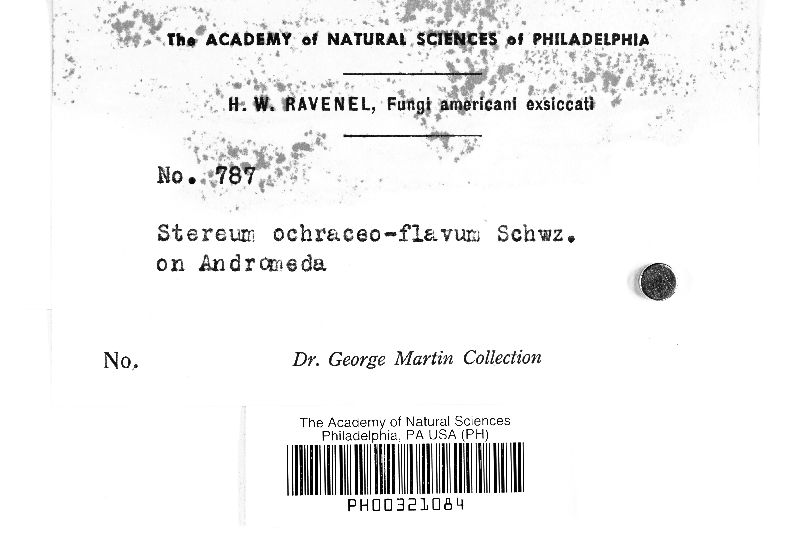 The ACADEMY of NATURAL SCIENCES of PHILADELPHIA
H. W. RAVENEL, Fungi americani exsiccati
No. 787
Stereum ochraceo-flavum Schwz.
on Andromeda
No.
Dr. George Martin Collection
The Academy of Natural Sciences
Philadelphia, PA USA (PH)
PH00321084